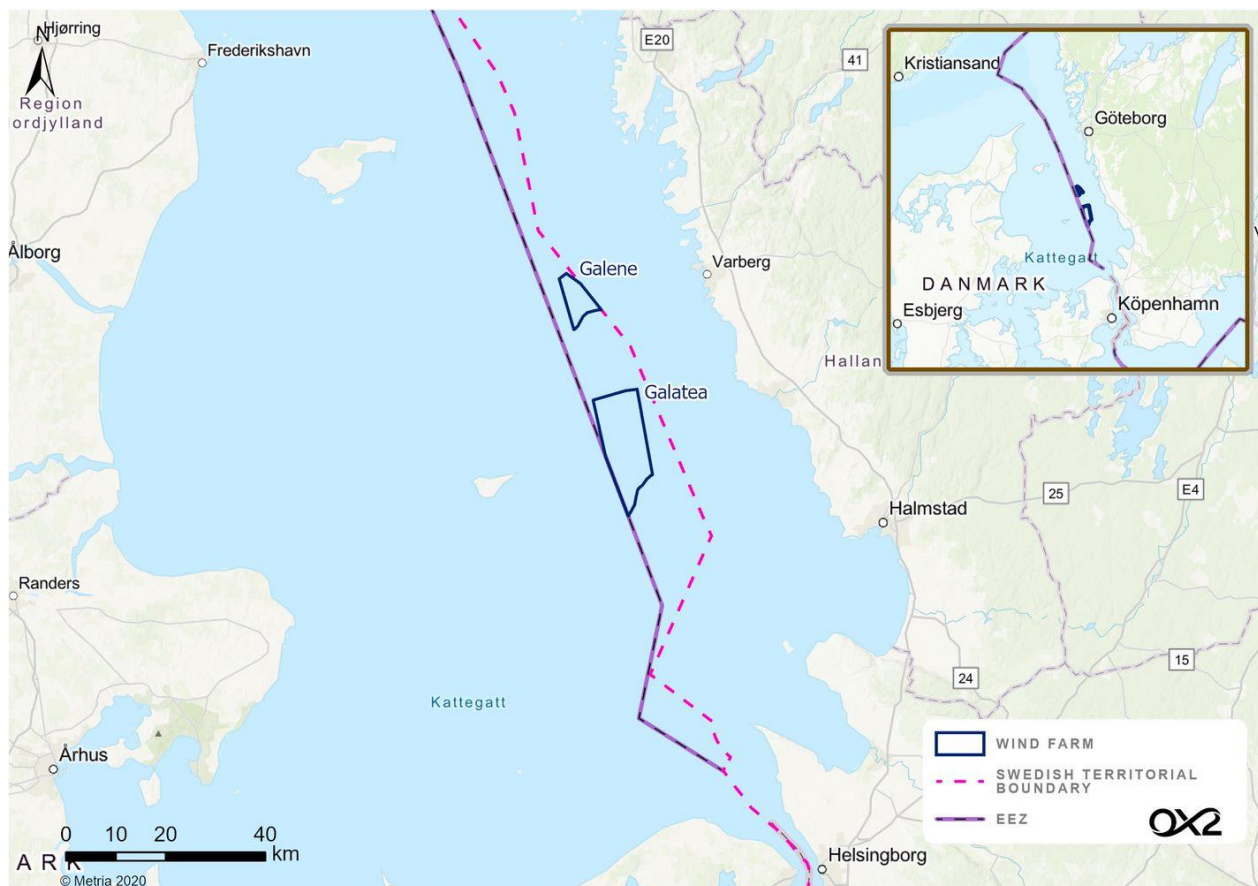 Hjørring
N
Frederikshavn
Region
ordjylland
Ålborg
E20
41
Galene
Varberg
Hallan
Galatea
Halmstad
25
E4
Randers
15
24
Kattegatt
Århus
Helsingborg
Kristiansand
Göteborg
Kattegatt
DANMARK
Esbjerg
Köpenhamn
WIND FARM
SWEDISH TERRITORIAL
BOUNDARY
EEZ
OX2
0 10 20 40
km
ARK
© Metria 2020